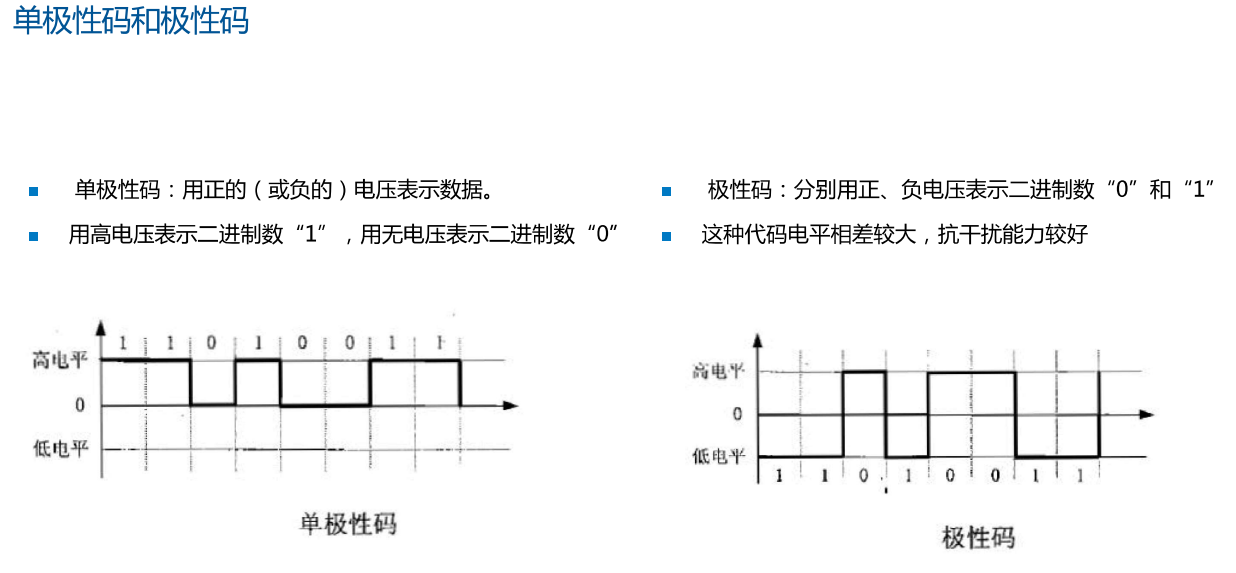 单极性码和极性码
单极性码：用正的（或负的）电压表示数据。
用高电压表示二进制数“1”，用无电压表示二进制数“0”
极性码：分别用正、负电压表示二进制数“0”和“1”
这种代码电平相差较大，抗干扰能力较好
1 1 0 1 0 0 1 1
高电平
0
低电平
单极性码
高电平
0
低电平
1 1 0 1 0 0 1 1
极性码